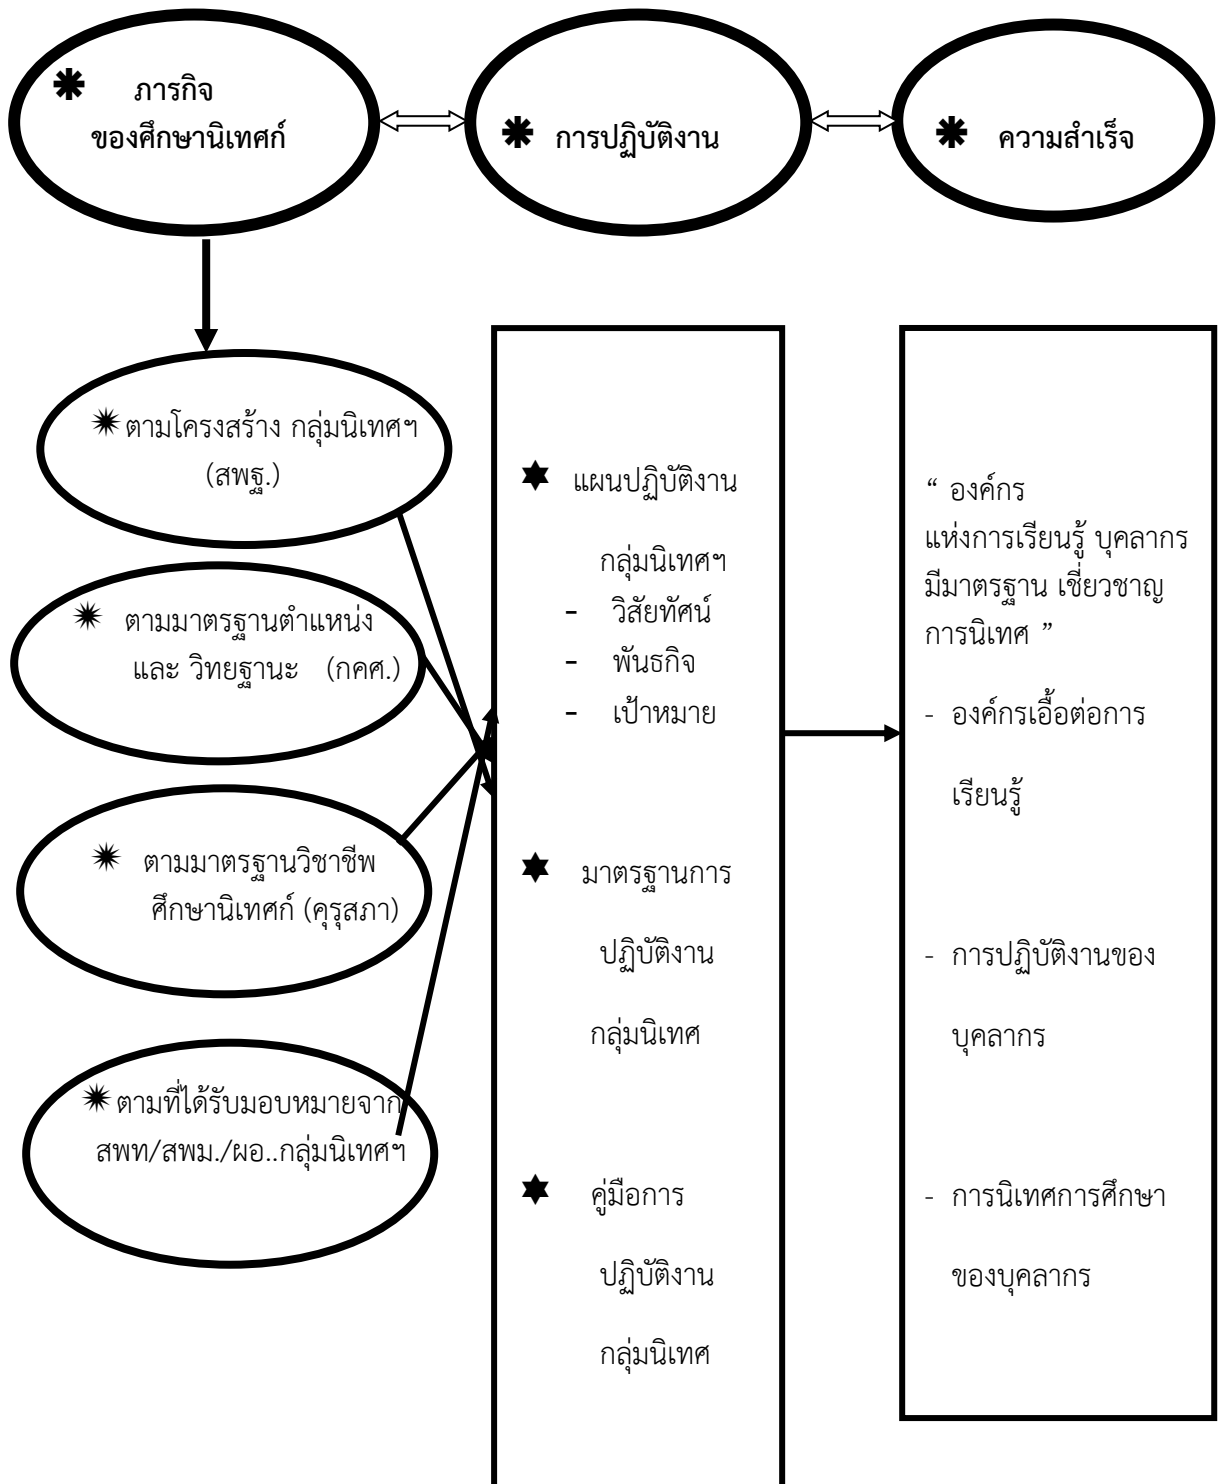 ภารกิจ
ของศึกษานิเทศก์
การปฏิบัติงาน
ความสำเร็จ
ตามโครงสร้าง กลุ่มนิเทศฯ
(สพฐ.)
ตามมาตรฐานตำแหน่ง
และ วิทยฐานะ (กคศ.)
ตามมาตรฐานวิชาชีพ
ศึกษานิเทศก์ (คุรุสภา)
ตามที่ได้รับมอบหมายจาก
สพท/สพม./ผอ..กลุ่มนิเทศฯ
แผนปฏิบัติงาน
กลุ่มนิเทศฯ
- วิสัยทัศน์
- พันธกิจ
- เป้าหมาย
มาตรฐานการ
ปฏิบัติงาน
กลุ่มนิเทศ
คู่มือการ
ปฏิบัติงาน
กลุ่มนิเทศ
“ องค์กร
แห่งการเรียนรู้ บุคลากร
มีมาตรฐาน เชี่ยวชาญ
การนิเทศ ”
- องค์กรเอื้อต่อการ
เรียนรู้
- การปฏิบัติงานของ
บุคลากร
- การนิเทศการศึกษา
ของบุคลากร